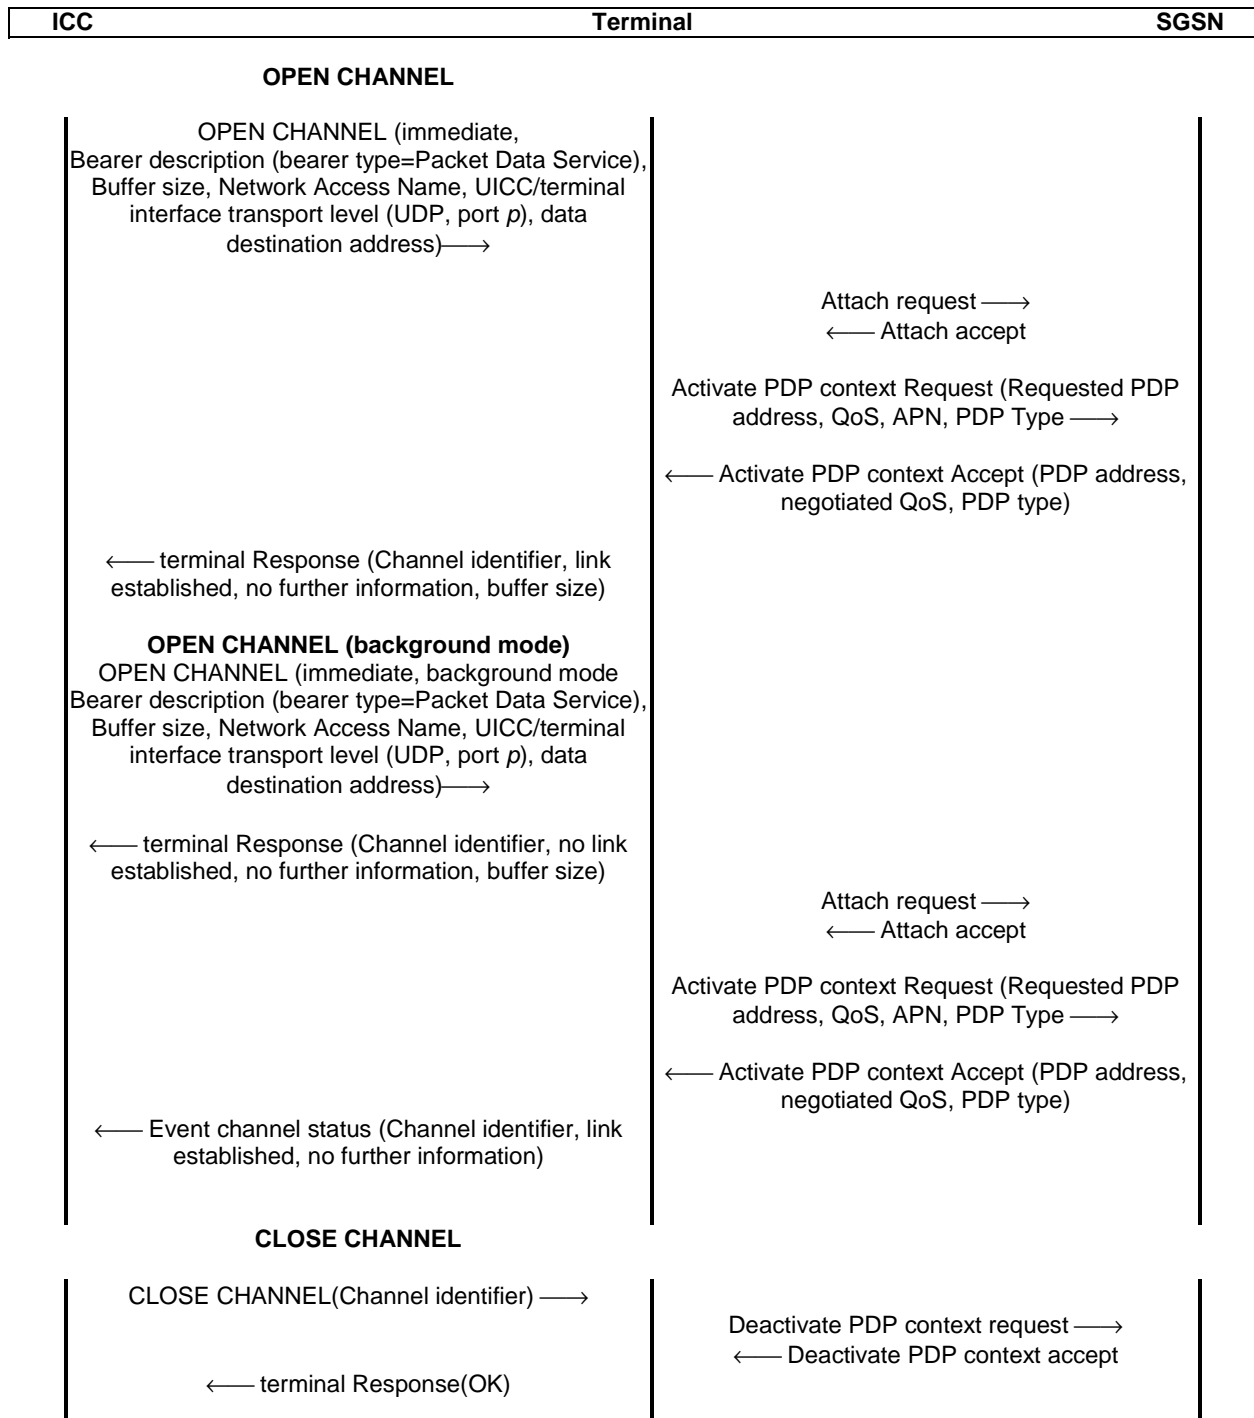 ICC Terminal SGSN
OPEN CHANNEL
OPEN CHANNEL (immediate,
Bearer description (bearer type=Packet Data Service),
Buffer size, Network Access Name, UICC/terminal
interface transport level (UDP, port p), data
destination address)⟶
Attach request ⟶
⟵ Attach accept
Activate PDP context Request (Requested PDP
address, QoS, APN, PDP Type ⟶
⟵ Activate PDP context Accept (PDP address,
negotiated QoS, PDP type)
⟵ terminal Response (Channel identifier, link
established, no further information, buffer size)
OPEN CHANNEL (background mode)
OPEN CHANNEL (immediate, background mode
Bearer description (bearer type=Packet Data Service),
Buffer size, Network Access Name, UICC/terminal
interface transport level (UDP, port p), data
destination address)⟶
⟵ terminal Response (Channel identifier, no link
established, no further information, buffer size)
Attach request ⟶
⟵ Attach accept
Activate PDP context Request (Requested PDP
address, QoS, APN, PDP Type ⟶
⟵ Activate PDP context Accept (PDP address,
negotiated QoS, PDP type)
⟵ Event channel status (Channel identifier, link
established, no further information)
CLOSE CHANNEL
CLOSE CHANNEL(Channel identifier) ⟶
Deactivate PDP context request ⟶
⟵ Deactivate PDP context accept
⟵ terminal Response(OK)